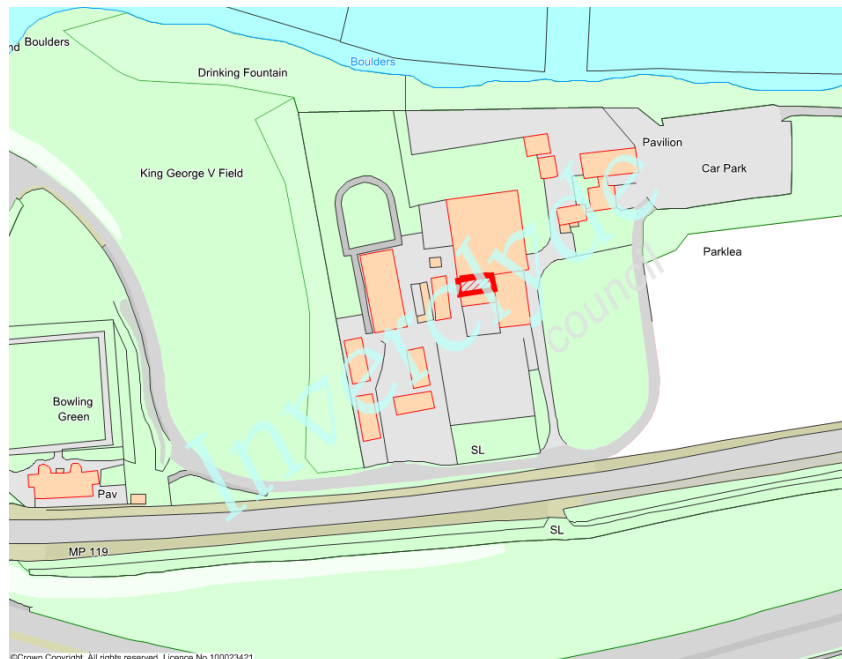 nd Boulders
Boulders
Drinking Fountain
Pavilion
Car Park
King George V Field
Parklea
Inverclyde
council
Bowling
Green
SL
Pav
SL
MP 119
©Crown Copyright. All rights reserved. Licence No 100023421